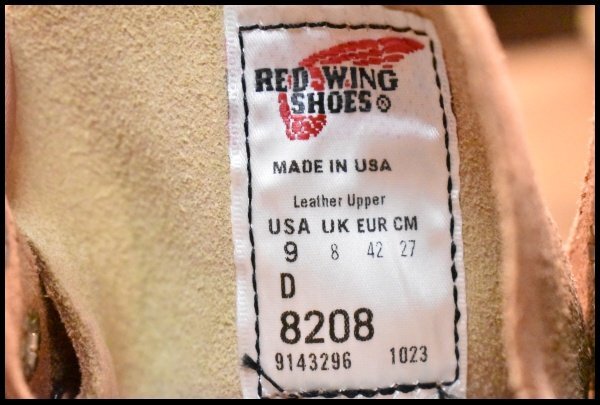 RED WING
SHOES ®
MADE IN USA
Leather Upper
USA UK EUR CM
9 8 42 27
D
8208
9143296 1023